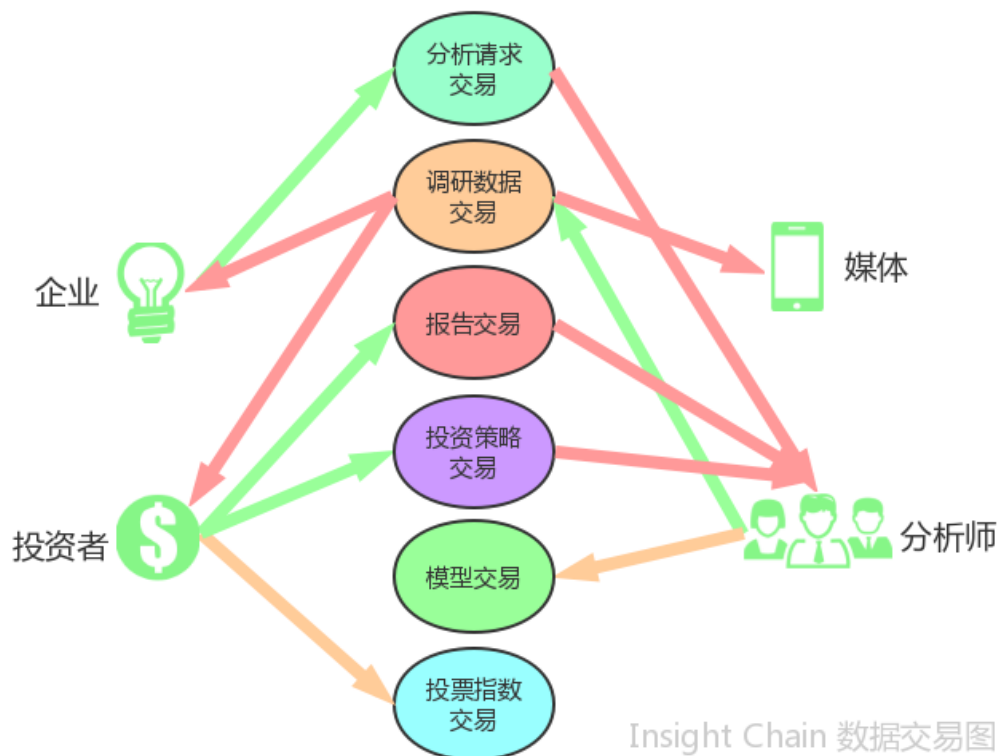 分析请求
交易
调研数据
交易
企业
媒体
报告交易
投资策略
交易
投资者
$
分析师
模型交易
投票指数
交易
Insight Chain 数据交易图